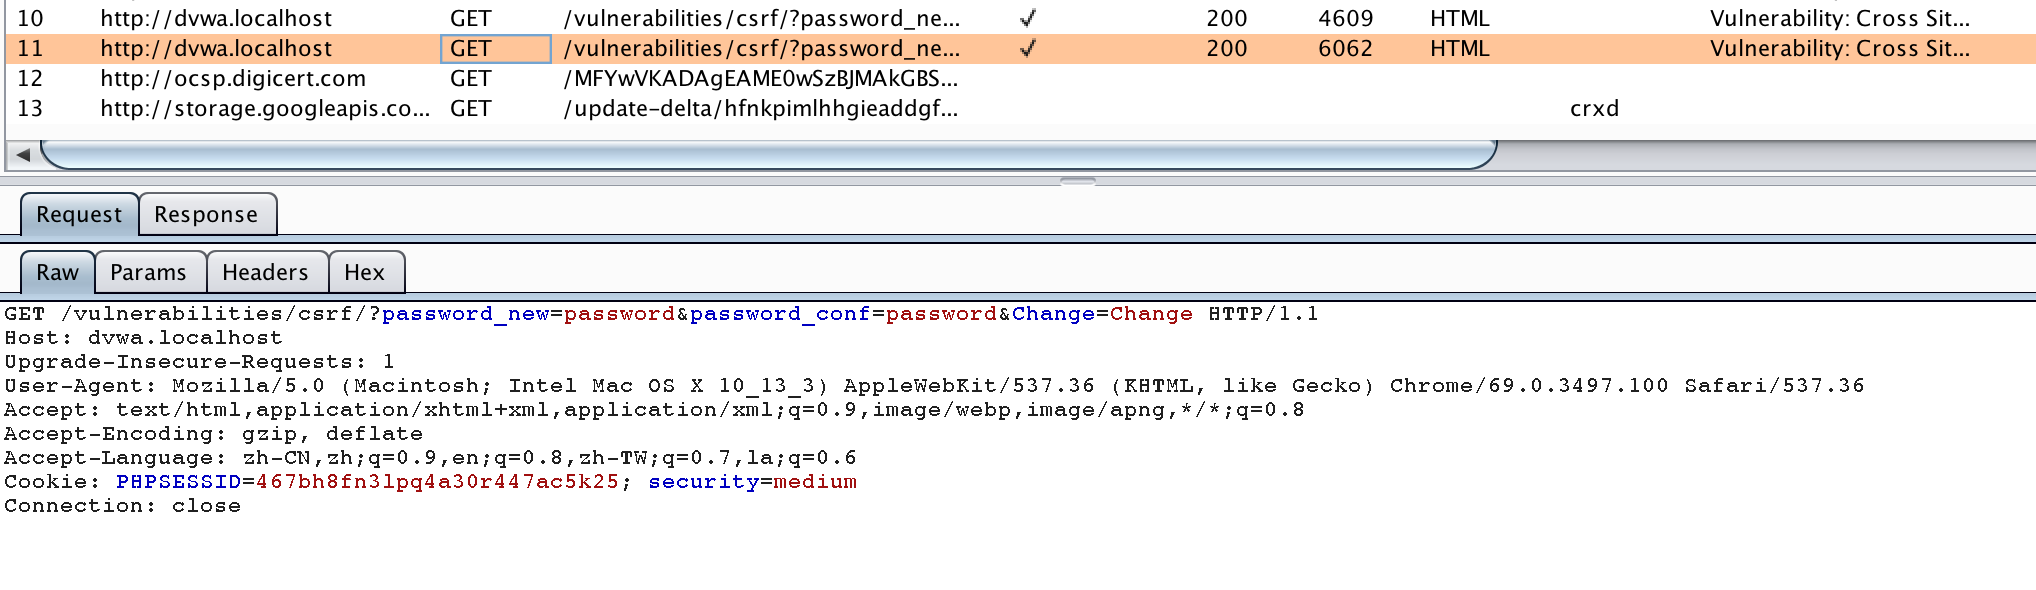 10 http://dvwa.localhost GET /vulnerabilities/csrf/?password_ne... ✓ 200 4609 HTML Vulnerability: Cross Sit...
11 http://dvwa.localhost GET /vulnerabilities/csrf/?password_ne... ✓ 200 6062 HTML Vulnerability: Cross Sit...
12 http://ocsp.digicert.com GET /MFYwVKADAgEAME0wSzBJMAkGBS...
13 http://storage.googleapis.co... GET /update-delta/hfnkpimlhhgieaddgf... crxd
Request Response
Raw Params Headers Hex
GET /vulnerabilities/csrf/?password_new=password&password_conf=password&Change=Change HTTP/1.1
Host: dvwa.localhost
Upgrade-Insecure-Requests: 1
User-Agent: Mozilla/5.0 (Macintosh; Intel Mac OS X 10_13_3) AppleWebKit/537.36 (KHTML, like Gecko) Chrome/69.0.3497.100 Safari/537.36
Accept: text/html,application/xhtml+xml,application/xml;q=0.9,image/webp,image/apng,*/*;q=0.8
Accept-Encoding: gzip, deflate
Accept-Language: zh-CN,zh;q=0.9,en;q=0.8,zh-TW;q=0.7,la;q=0.6
Cookie: PHPSESSID=467bh8fn3lpq4a30r447ac5k25; security=medium
Connection: close